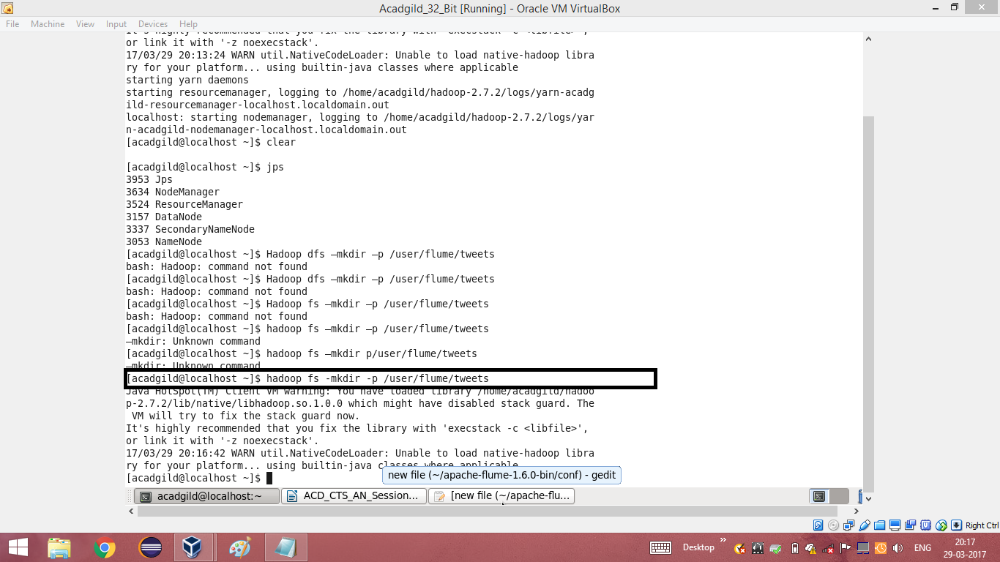 Acadgild_32_Bit [Running] - Oracle VM VirtualBox
File Machine View Input Devices Help
It's highly recommended that you fix the library with 'execstack -c <libfile>',
or link it with '-z noexecstack'.
17/03/29 20:13:24 WARN util.NativeCodeLoader: Unable to load native-hadoop libra
ry for your platform... using builtin-java classes where applicable
starting yarn daemons
starting resourcemanager, logging to /home/acadgild/hadoop-2.7.2/logs/yarn-acadg
ild-resourcemanager-localhost.localdomain.out
localhost: starting nodemanager, logging to /home/acadgild/hadoop-2.7.2/logs/yar
n-acadgild-nodemanager-localhost.localdomain.out
[acadgild@localhost ~]$ clear
[acadgild@localhost ~]$ jps
3953 Jps
3634 NodeManager
3524 ResourceManager
3157 DataNode
3337 SecondaryNameNode
3053 NameNode
[acadgild@localhost ~]$ Hadoop dfs –mkdir –p /user/flume/tweets
bash: Hadoop: command not found
[acadgild@localhost ~]$ Hadoop dfs –mkdir –p /user/flume/tweets
bash: Hadoop: command not found
[acadgild@localhost ~]$ Hadoop fs –mkdir –p /user/flume/tweets
bash: Hadoop: command not found
[acadgild@localhost ~]$ hadoop fs –mkdir –p /user/flume/tweets
–mkdir: Unknown command
[acadgild@localhost ~]$ hadoop fs –mkdir p/user/flume/tweets
–mkdir: Unknown command
[acadgild@localhost ~]$ hadoop fs -mkdir -p /user/flume/tweets
Java HotSpot(TM) Client VM warning: You have loaded library /home/acadgild/hadoo
p-2.7.2/lib/native/libhadoop.so.1.0.0 which might have disabled stack guard. The
 VM will try to fix the stack guard now.
It's highly recommended that you fix the library with 'execstack -c <libfile>',
or link it with '-z noexecstack'.
17/03/29 20:16:42 WARN util.NativeCodeLoader: Unable to load native-hadoop libra
ry for your platform... using builtin-java classes where applicable
new file (~/apache-flume-1.6.0-bin/conf) - gedit
[acadgild@localhost ~]$
acadgild@localhost:~ ACD_CTS_AN_Session... [new file (~/apache-flu...
Right Ctrl
Desktop » ENG 20:17
29-03-2017